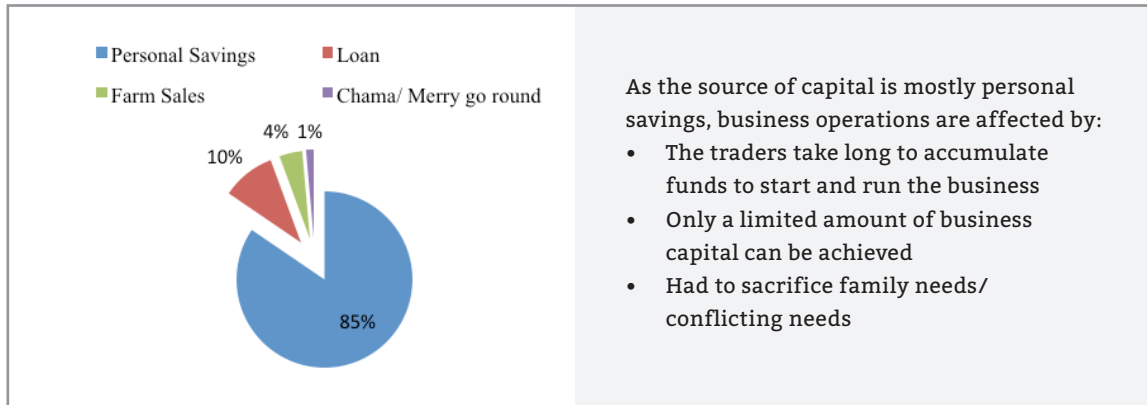 Personal Savings
Loan
Farm Sales
Chama/ Merry go round
4%
1%
10%
85%
As the source of capital is mostly personal
savings, business operations are affected by:
• The traders take long to accumulate
funds to start and run the business
• Only a limited amount of business
capital can be achieved
• Had to sacrifice family needs/
conflicting needs